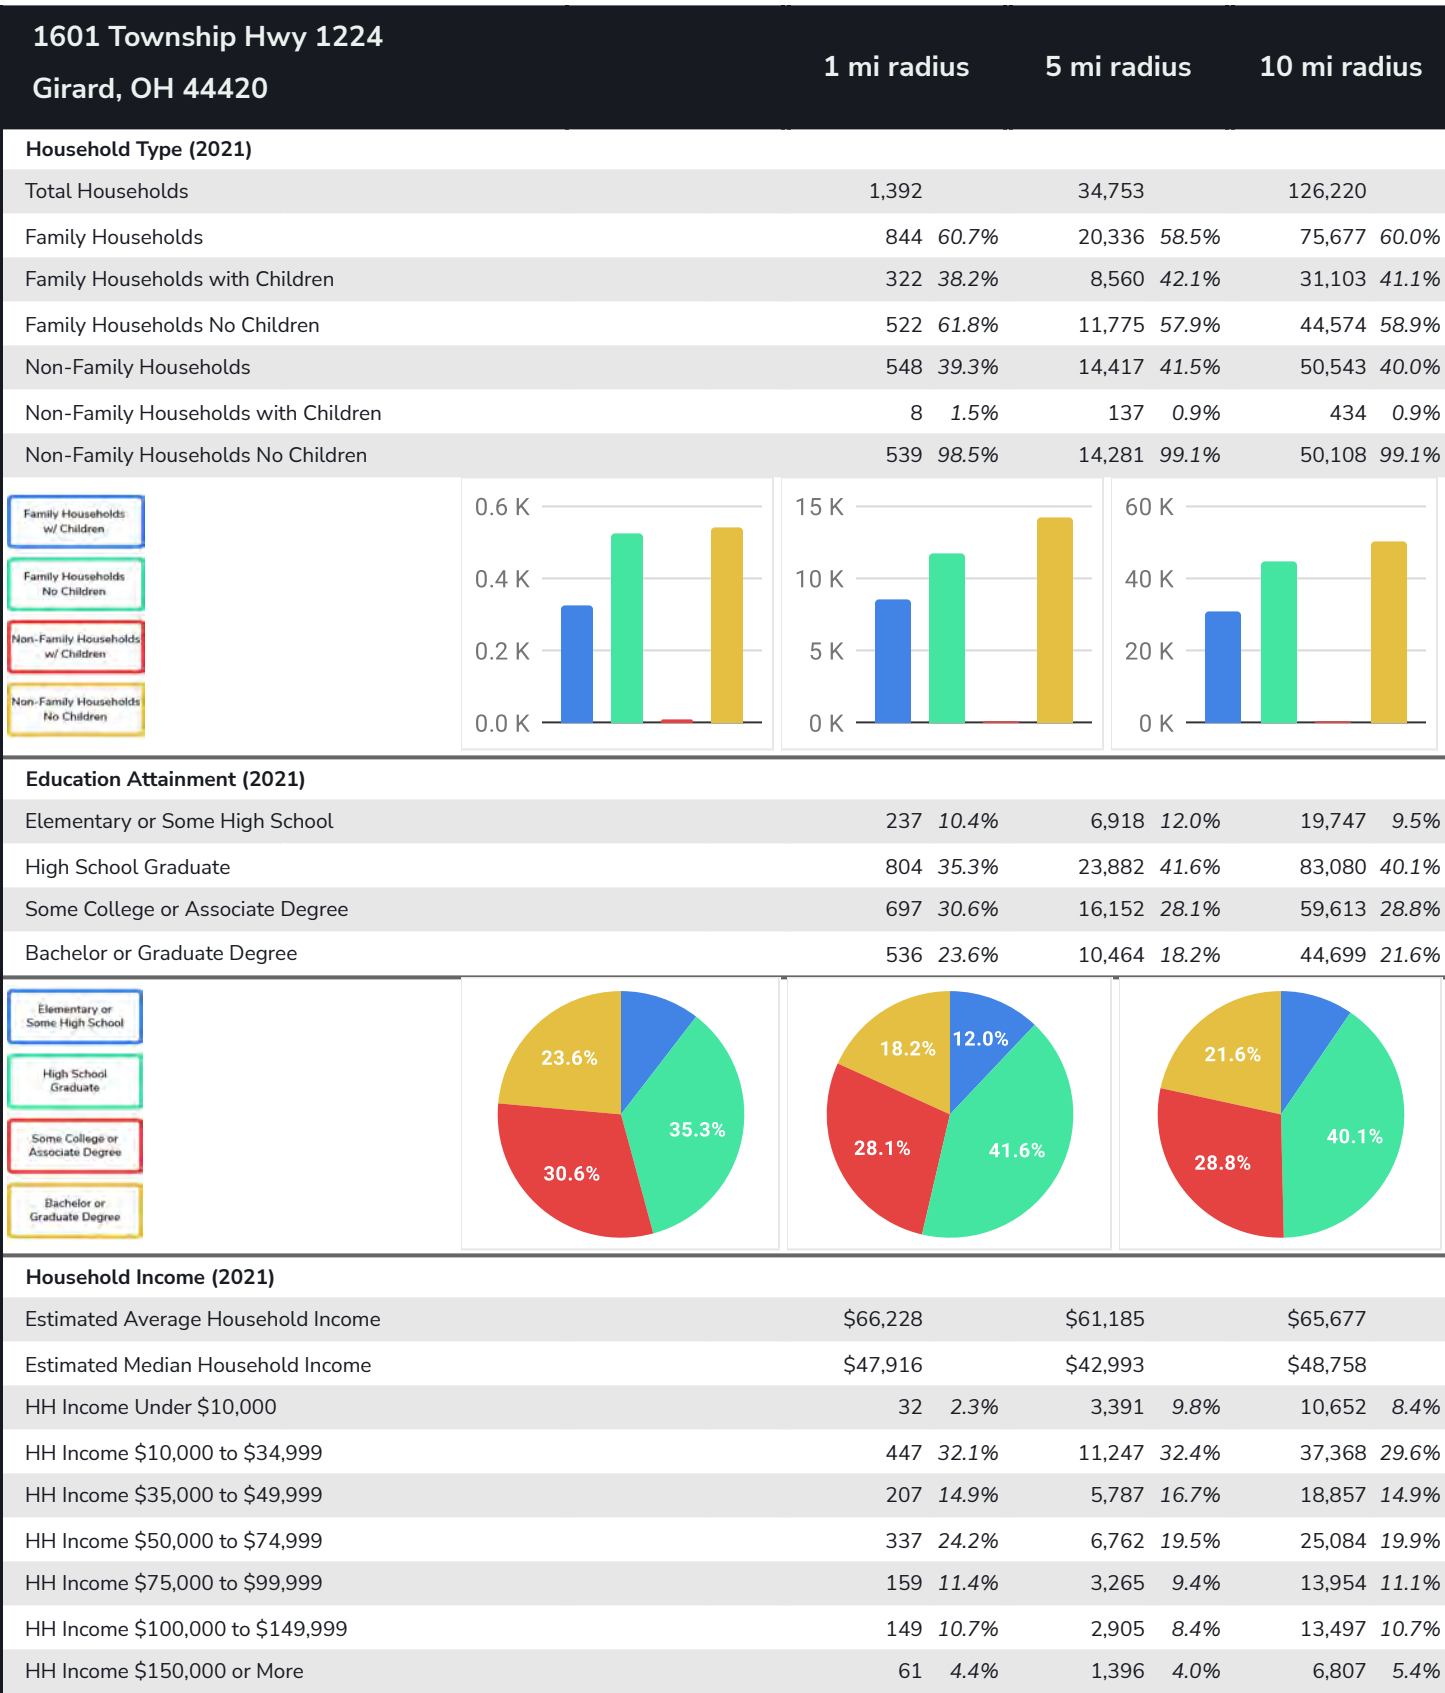 1601 Township Hwy 1224
Girard, OH 44420
1 mi radius 5 mi radius 10 mi radius
Household Type (2021)
Total Households 1,392 34,753 126,220
Family Households 844 60.7% 20,336 58.5% 75,677 60.0%
Family Households with Children 322 38.2% 8,560 42.1% 31,103 41.1%
Family Households No Children 522 61.8% 11,775 57.9% 44,574 58.9%
Non-Family Households 548 39.3% 14,417 41.5% 50,543 40.0%
Non-Family Households with Children 8 1.5% 137 0.9% 434 0.9%
Non-Family Households No Children 539 98.5% 14,281 99.1% 50,108 99.1%
Family Households
w/ Children
Family Households
No Children
Non-Family Households
w/ Children
Non-Family Households
No Children
0.6 K
0.4 K
0.2 K
0.0 K
15 K
10 K
5 K
0 K
60 K
40 K
20 K
0 K
Education Attainment (2021)
Elementary or Some High School 237 10.4% 6,918 12.0% 19,747 9.5%
High School Graduate 804 35.3% 23,882 41.6% 83,080 40.1%
Some College or Associate Degree 697 30.6% 16,152 28.1% 59,613 28.8%
Bachelor or Graduate Degree 536 23.6% 10,464 18.2% 44,699 21.6%
Elementary or
Some High School
High School
Graduate
Some College or
Associate Degree
Bachelor or
Graduate Degree
23.6%
35.3%
30.6%
18.2% 12.0%
28.1% 41.6%
21.6%
40.1%
28.8%
Household Income (2021)
Estimated Average Household Income $66,228 $61,185 $65,677
Estimated Median Household Income $47,916 $42,993 $48,758
HH Income Under $10,000 32 2.3% 3,391 9.8% 10,652 8.4%
HH Income $10,000 to $34,999 447 32.1% 11,247 32.4% 37,368 29.6%
HH Income $35,000 to $49,999 207 14.9% 5,787 16.7% 18,857 14.9%
HH Income $50,000 to $74,999 337 24.2% 6,762 19.5% 25,084 19.9%
HH Income $75,000 to $99,999 159 11.4% 3,265 9.4% 13,954 11.1%
HH Income $100,000 to $149,999 149 10.7% 2,905 8.4% 13,497 10.7%
HH Income $150,000 or More 61 4.4% 1,396 4.0% 6,807 5.4%